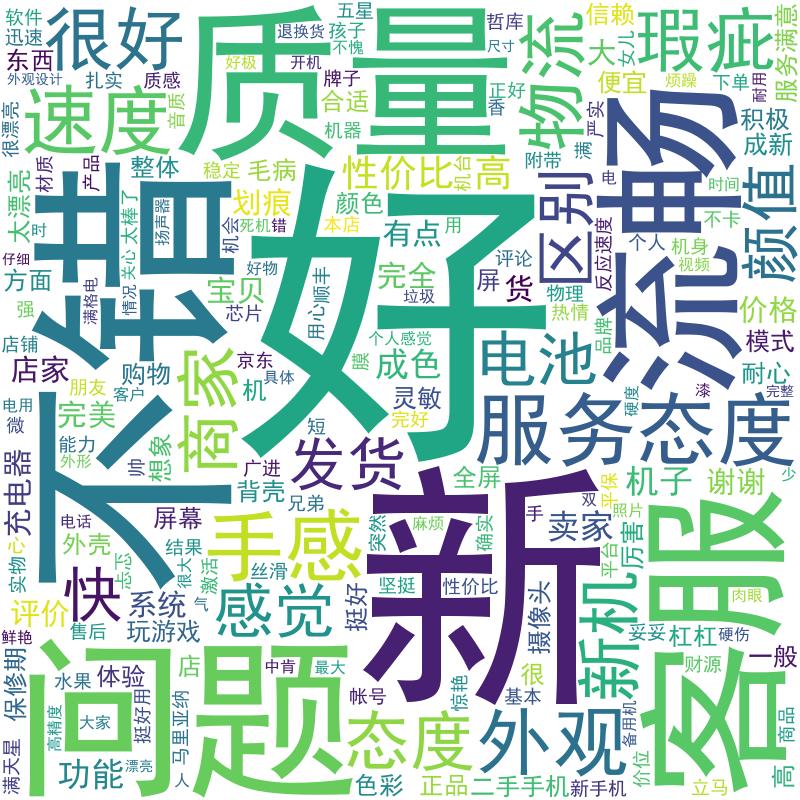 软件
迅速
东西
外观设计
很好
扎实
质感
很漂亮
速度
音质
质量
退换货
好极
开机
五星
孩子
不愧
牌子
合适
机器
哲库
尺寸
正好
香
物流
信赖
大
女儿
便宜
附带
满
严实
瑕疵
烦躁
下单
耐用
服务满意
积极
成新
太漂亮
材质
产品
整体
稳定
毛病
性价比
机台
高
划痕
颜色
有点
区别
流畅
颜值
时间
不卡
个人
机身
视频
反应速度
仔细
方面
强
满格电
情况
关心
太棒了
扬声器
机会
死机
错
本店
用
评论
不错
好
宝贝
好物
芯片
用心顺丰
完全
垃圾
屏
货
物理
热情
品牌
价格
模式
店铺
店家
朋友
购物
客户
京东
机
具体
个人感觉
膜
成色
灵敏
电池
漆
耐心
完整
硬度
电用
微
完美
能力
外形
帅
想象
商家
完好
短
服务态度
充电器
广进
发货
背壳
兄弟
全屏
机子
谢谢
少
电话
屏幕
外壳
手感
突然
麻烦
确实
手
双
平保
照片
卖家
厉害
平台
客服
实物
心
忐忑
结果
很大
激活
快
丝滑
气
坚挺
性价比
新
评价
系统
感觉
挺好
摄像头
新机
肉眼
鲜艳
售后
玩游戏
妥妥
杠杠
硬伤
保修期
体验
店
中肯
最大
很
一般
水果
问题
帐号
惊艳
基本
财源
高精度
大家
挺好用
马里亚纳
态度
外观
备用机
满天星
功能
漂亮
人
色彩
正品
二手手机
新手机
价位
立马
高
商品